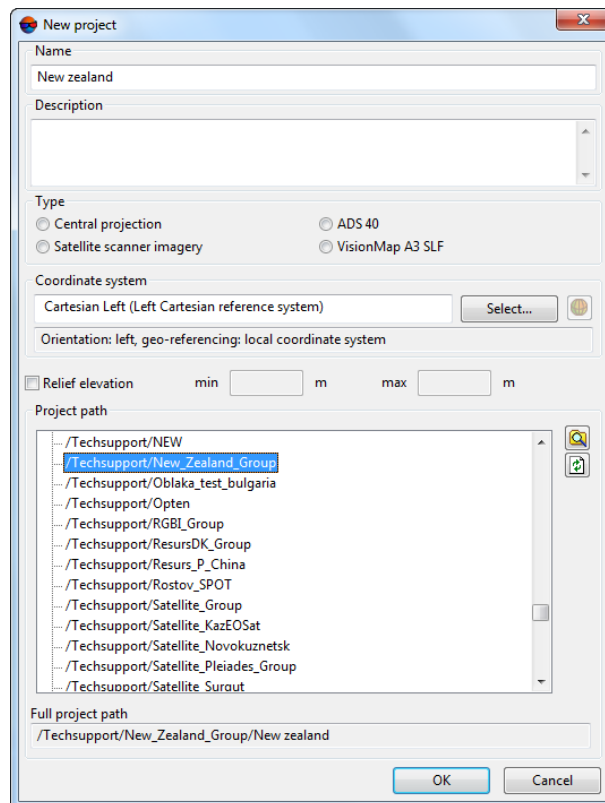 New project
Name
New zealand
Description
Type
Central projection
ADS 40
Satellite scanner imagery
VisionMap A3 SLF
Coordinate system
Cartesian Left (Left Cartesian reference system)
Select...
Orientation: left, geo-referencing: local coordinate system
Relief elevation min m max m
Project path
/Techsupport/NEW
/Techsupport/New_Zealand_Group
/Techsupport/Oblaka_test_bulgaria
/Techsupport/Opten
/Techsupport/RGBI_Group
/Techsupport/ResursDK_Group
/Techsupport/Resurs_P_China
/Techsupport/Rostov_SPOT
/Techsupport/Satellite_Group
/Techsupport/Satellite_KazEOSat
/Techsupport/Satellite_Novokuznetsk
/Techsupport/Satellite_Pleiades_Group
/Techsupport/Satellite_Surgut
Full project path
/Techsupport/New_Zealand_Group/New zealand
OK
Cancel